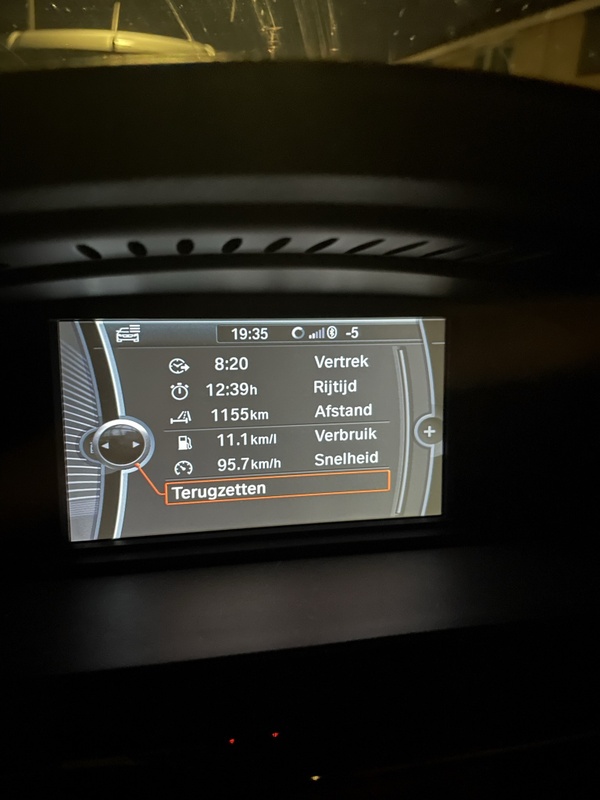 19:35 -5
8:20 Vertrek
12:39h Rijtijd
1155km Afstand
11.1km/l Verbruik
95.7km/h Snelheid
Terugzetten